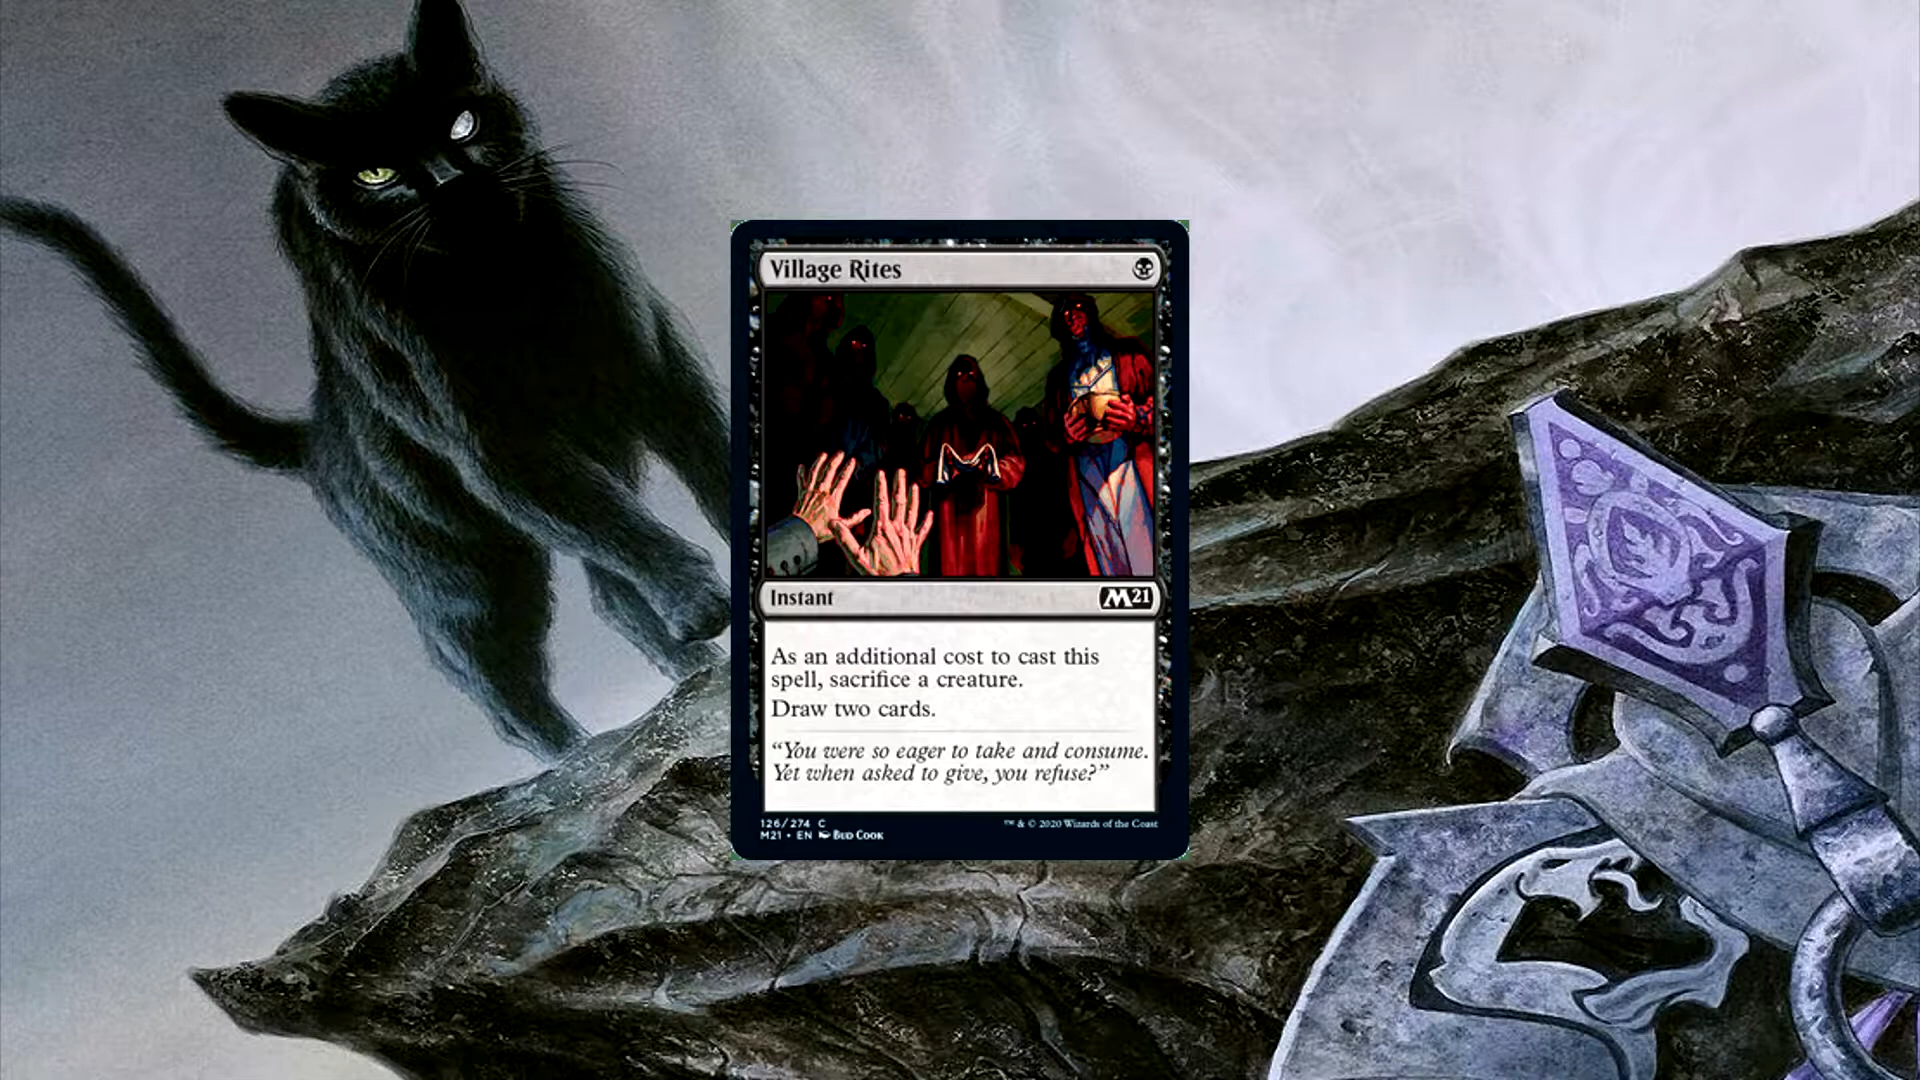 Village Rites
Instant
M21
As an additional cost to cast this
spell, sacrifice a creature.
Draw two cards.
“You were so eager to take and consume.
Yet when asked to give, you refuse?”
126/274 C
M21 • EN Bud Cook
™ & © 2020 Wizards of the Coast